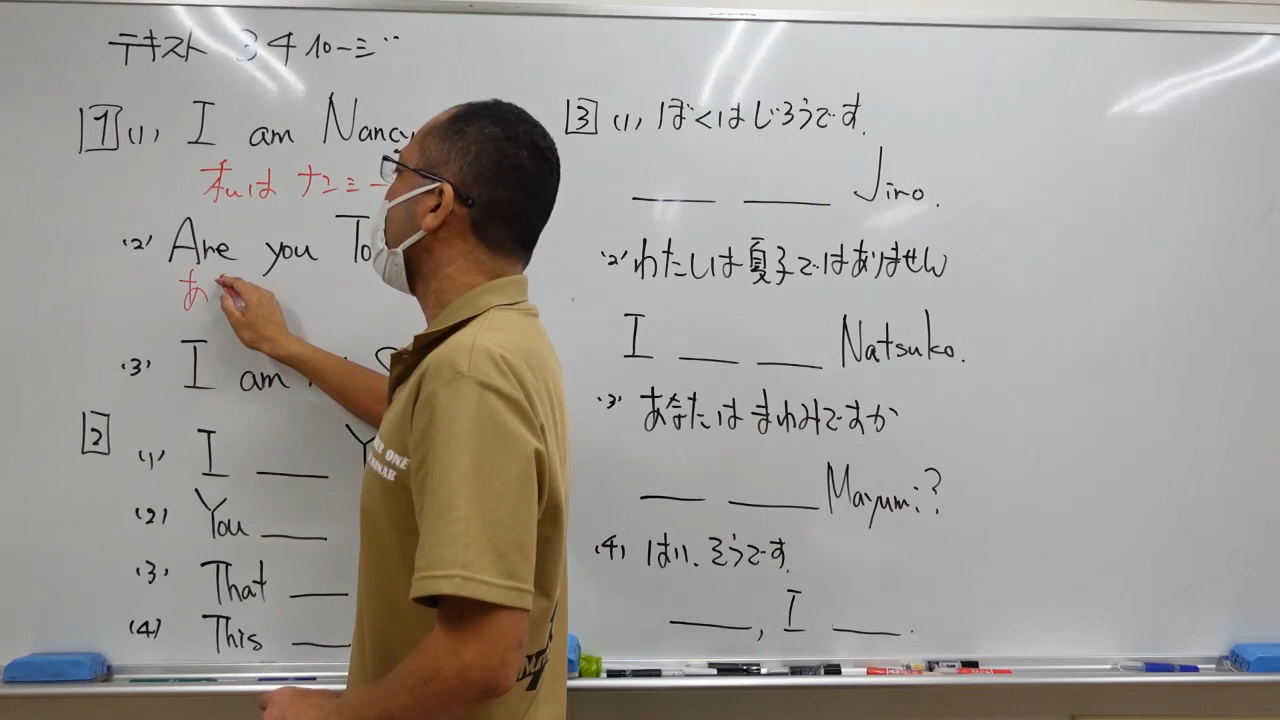 テキスト 34ページ
1 (1) I am Nancy
私は ナンシー
(2) Are you To
あ
(3) I am
2 (1) I ___
(2) You ___
(3) That ___
(4) This ___
3 (1) ぼくはじろうです.
___ ___ Jiro.
(2) わたしは夏子ではありません
I ___ ___ Natsuko.
(3) あなたはまゆみですか
___ ___ Mayumi?
(4) はい、そうです.
___, I ___.